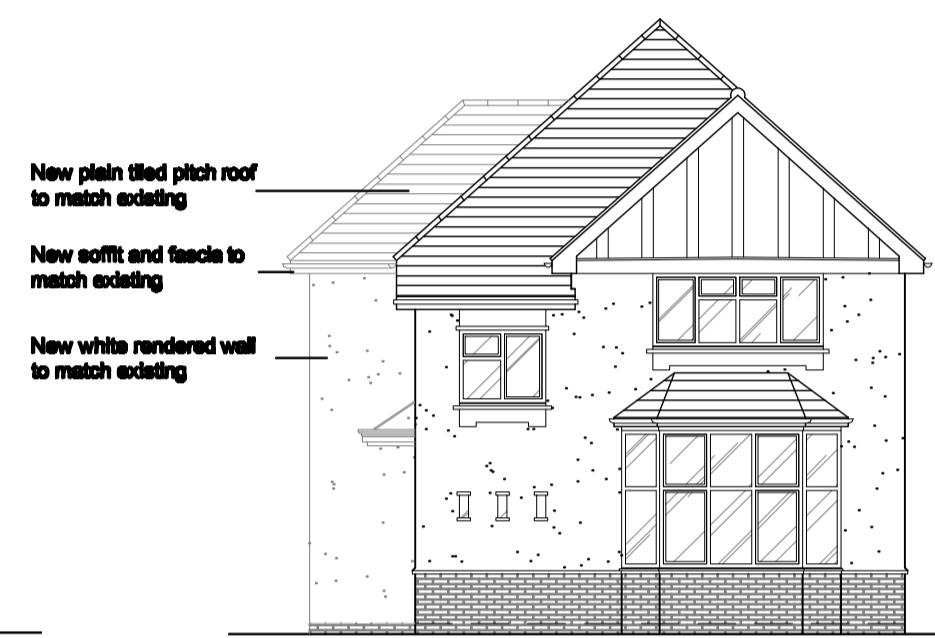 New plain tiled pitch roof
to match existing
New soffit and fascia to
match existing
New white rendered wall
to match existing